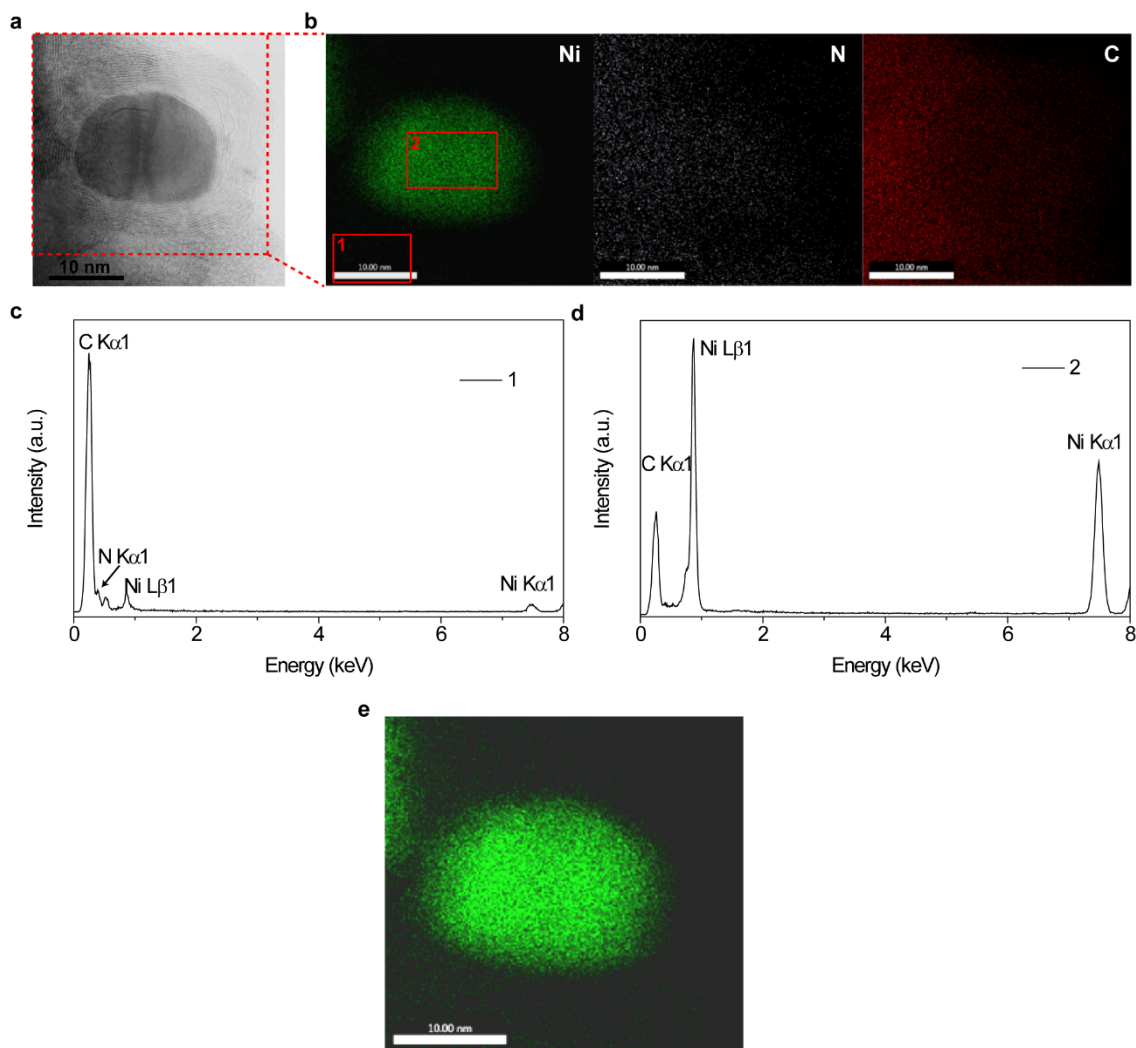 a
b
10 nm
Ni
2
1
10.00 nm
N
10.00 nm
C
10.00 nm
c
C Kα1
1
N Kα1
Ni Lβ1
Ni Kα1
Intensity (a.u.)
0 2 4 6 8
Energy (keV)
d
Ni Lβ1
2
C Kα1
Ni Kα1
Intensity (a.u.)
0 2 4 6 8
Energy (keV)
e
10.00 nm